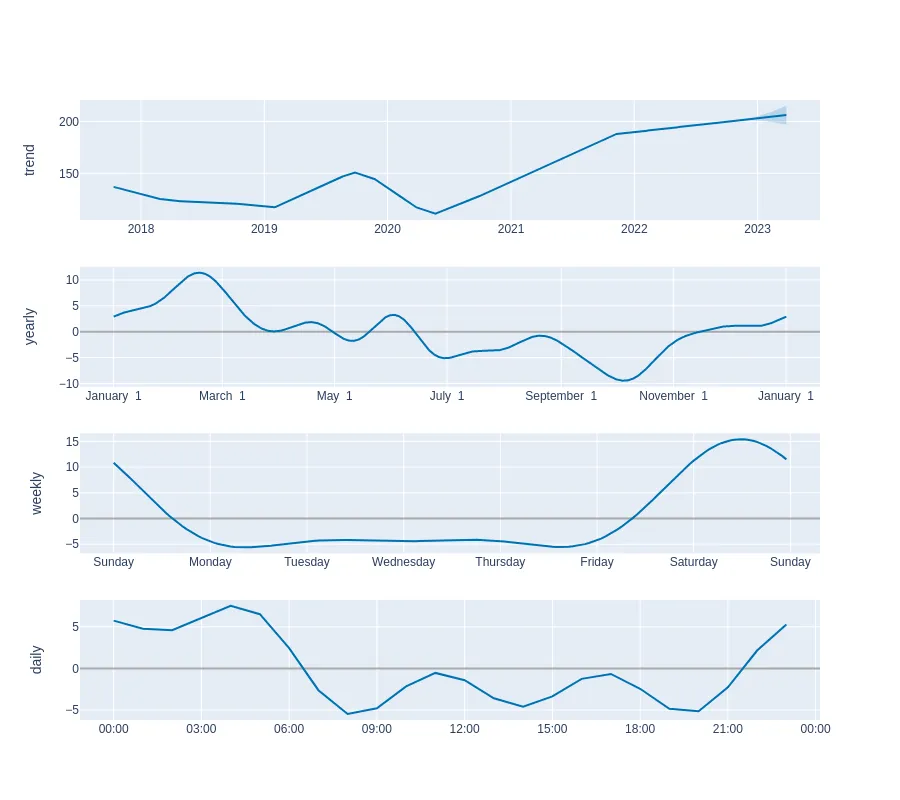 trend
200
150
2018 2019 2020 2021 2022 2023
yearly
10
5
0
−5
−10
January 1 March 1 May 1 July 1 September 1 November 1 January 1
weekly
15
10
5
0
−5
Sunday Monday Tuesday Wednesday Thursday Friday Saturday Sunday
daily
5
0
−5
00:00 03:00 06:00 09:00 12:00 15:00 18:00 21:00 00:00